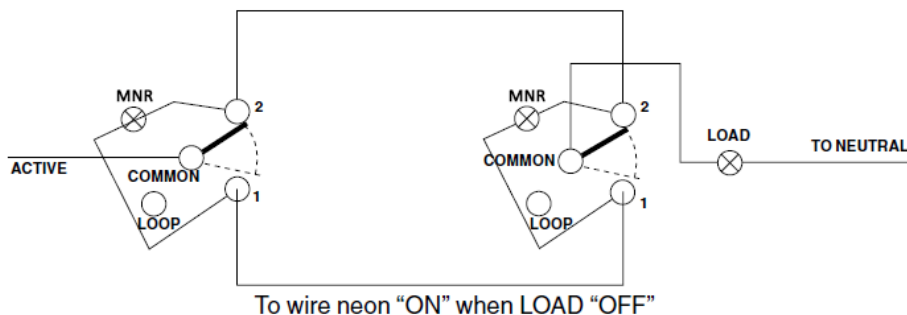 MNR
2
MNR
2
LOAD
TO NEUTRAL
ACTIVE
COMMON
COMMON
1
1
LOOP
LOOP
To wire neon “ON” when LOAD “OFF”